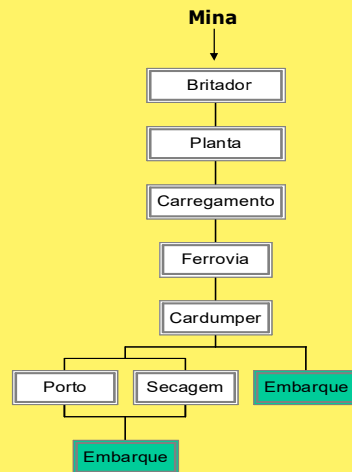 Mina
Britador
Planta
Carregamento
Ferrovia
Cardumper
Porto
Secagem
Embarque
Embarque